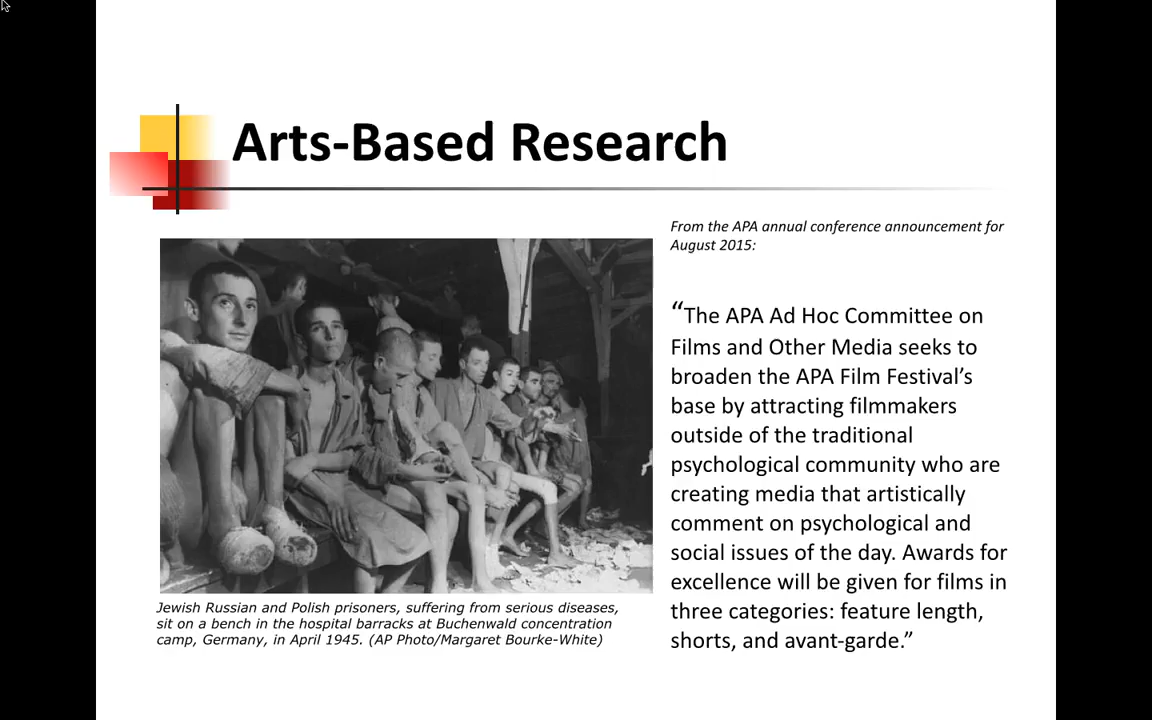 Arts-Based Research
From the APA annual conference announcement for
August 2015:
“The APA Ad Hoc Committee on
Films and Other Media seeks to
broaden the APA Film Festival’s
base by attracting filmmakers
outside of the traditional
psychological community who are
creating media that artistically
comment on psychological and
social issues of the day. Awards for
excellence will be given for films in
three categories: feature length,
shorts, and avant-garde.”
Jewish Russian and Polish prisoners, suffering from serious diseases,
sit on a bench in the hospital barracks at Buchenwald concentration
camp, Germany, in April 1945. (AP Photo/Margaret Bourke-White)